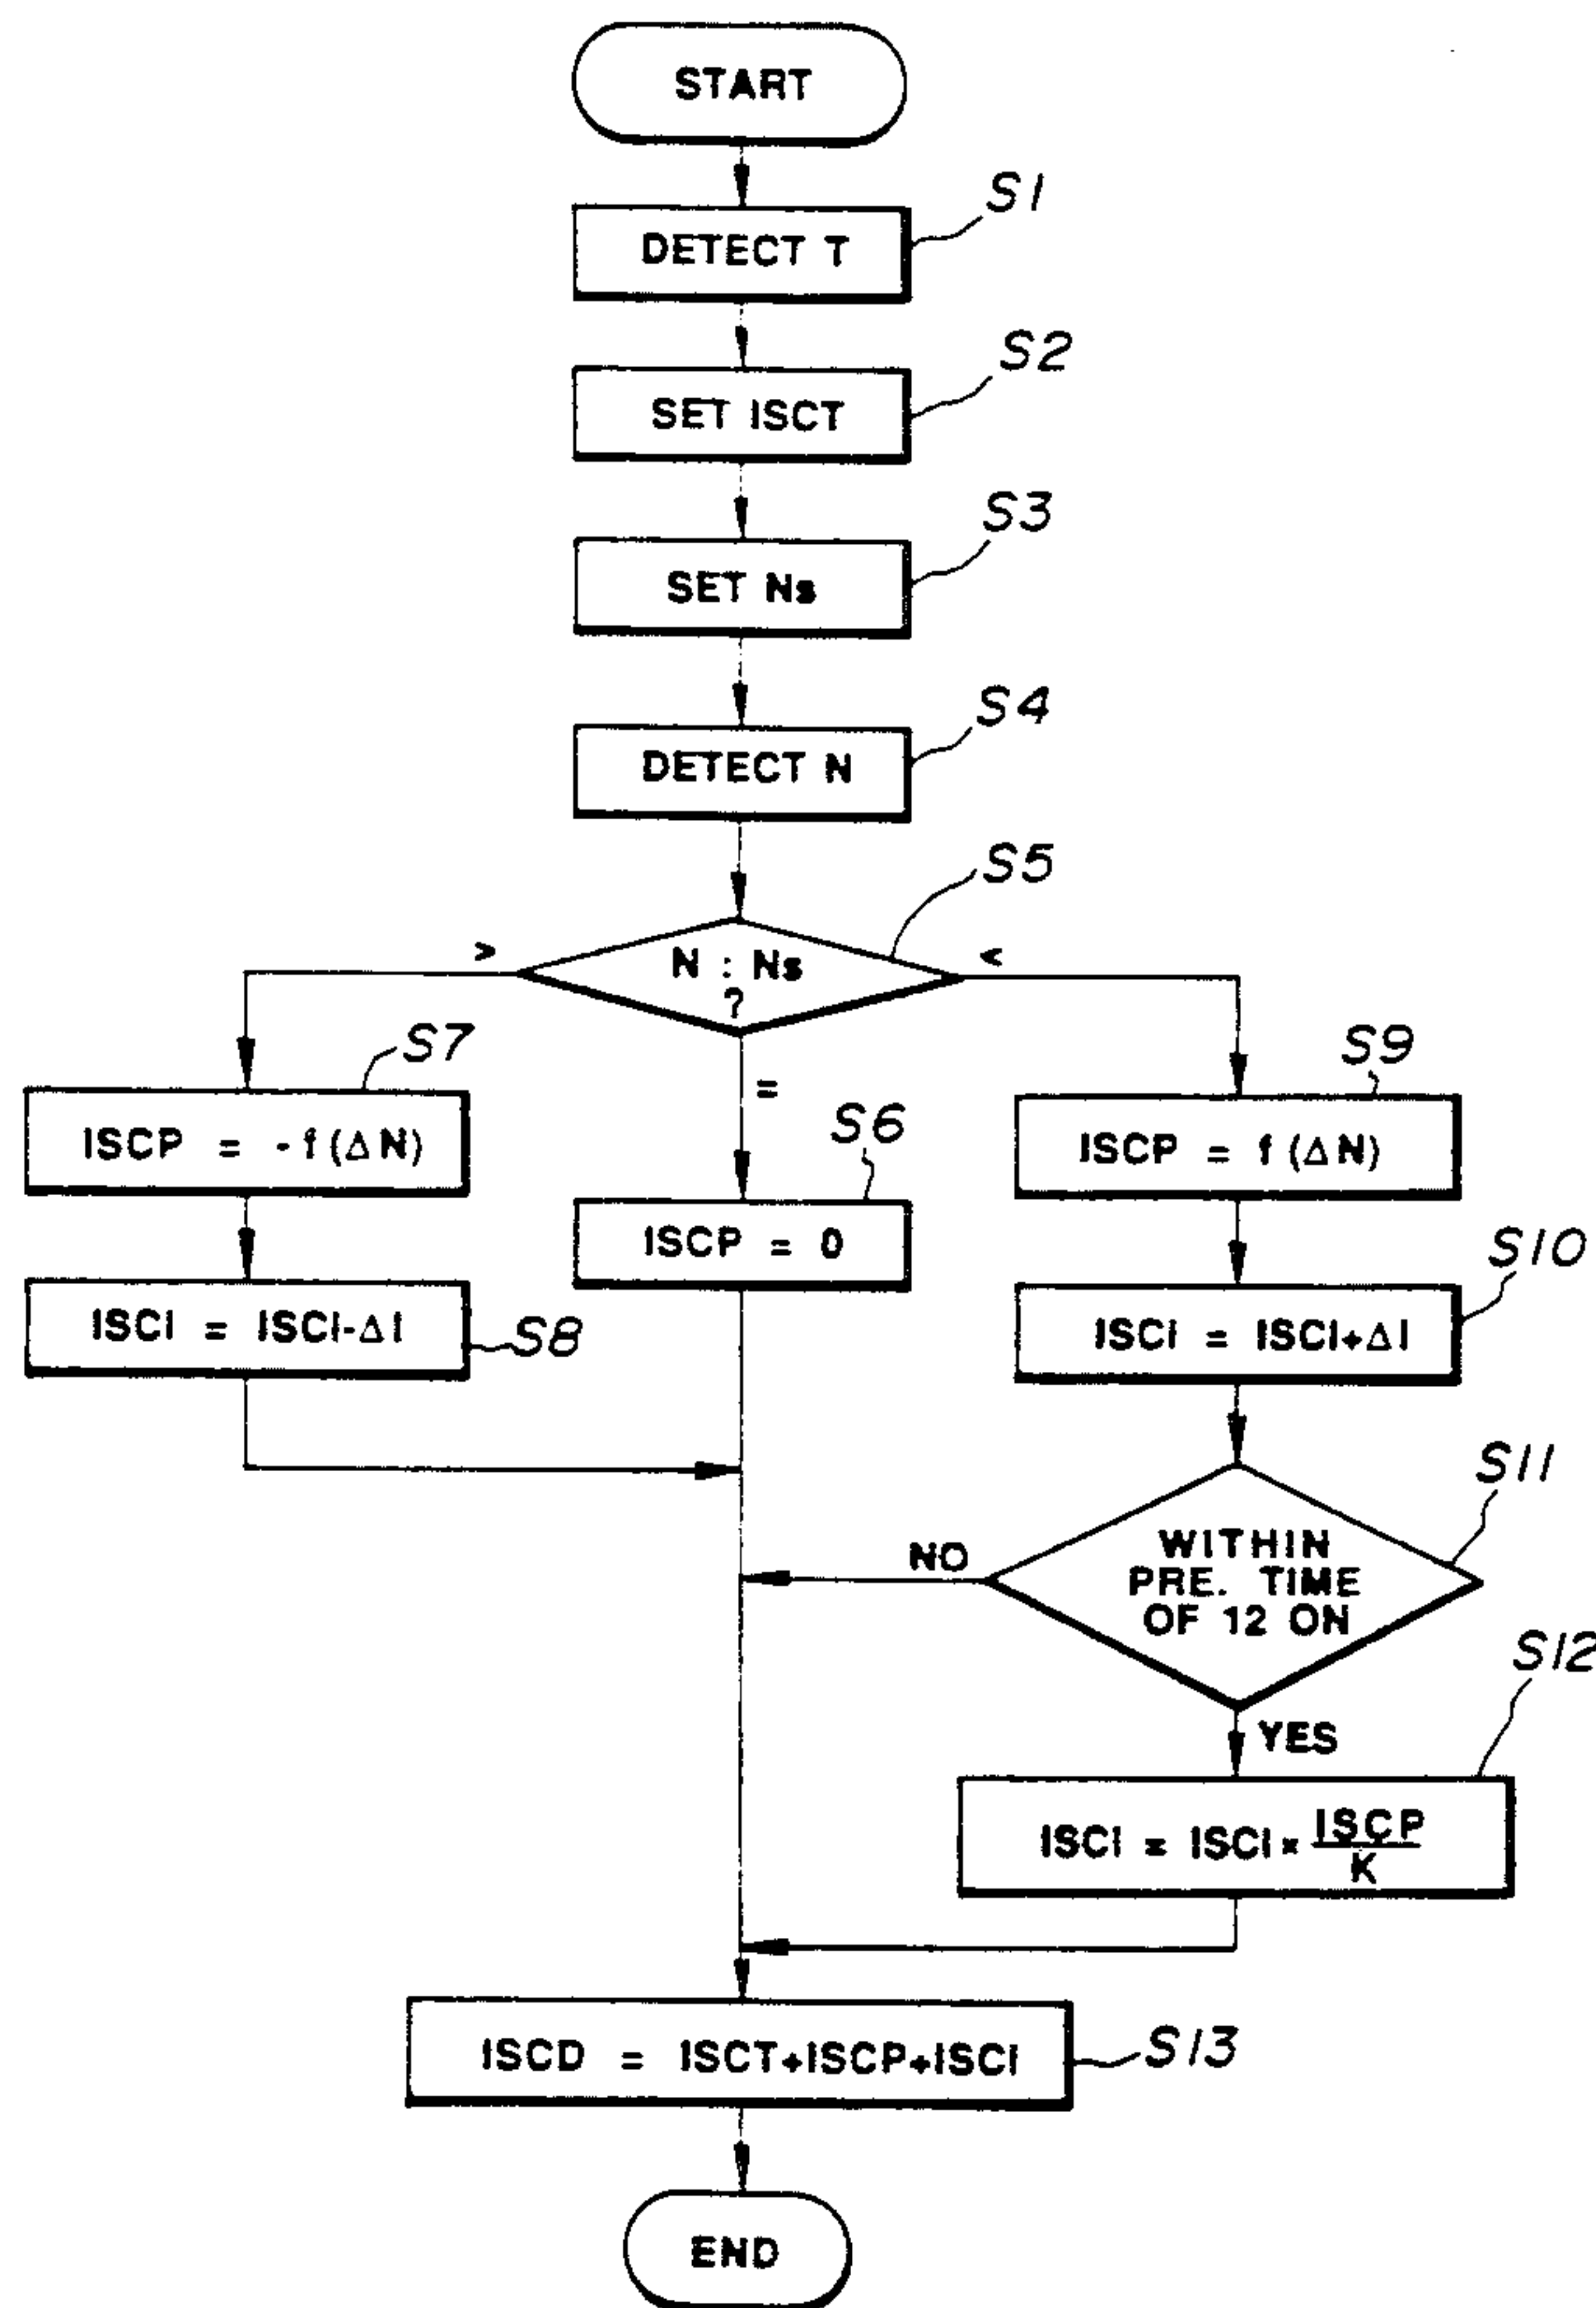 START
S1
DETECT T
S2
SET ISCT
S3
SET Ns
S4
DETECT N
S5
> N : Ns <
?
S7
=
S9
ISCP = -f(ΔN)
S6
ISCP = f(ΔN)
ISCP = 0
S10
ISCI = ISCI-ΔI
S8
ISCI = ISCI+ΔI
S11
NO
WITHIN
PRE. TIME
OF 12 ON
S12
YES
ISCI = ISCI × ISCP
K
ISCD = ISCT+ISCP+ISCI
S13
END